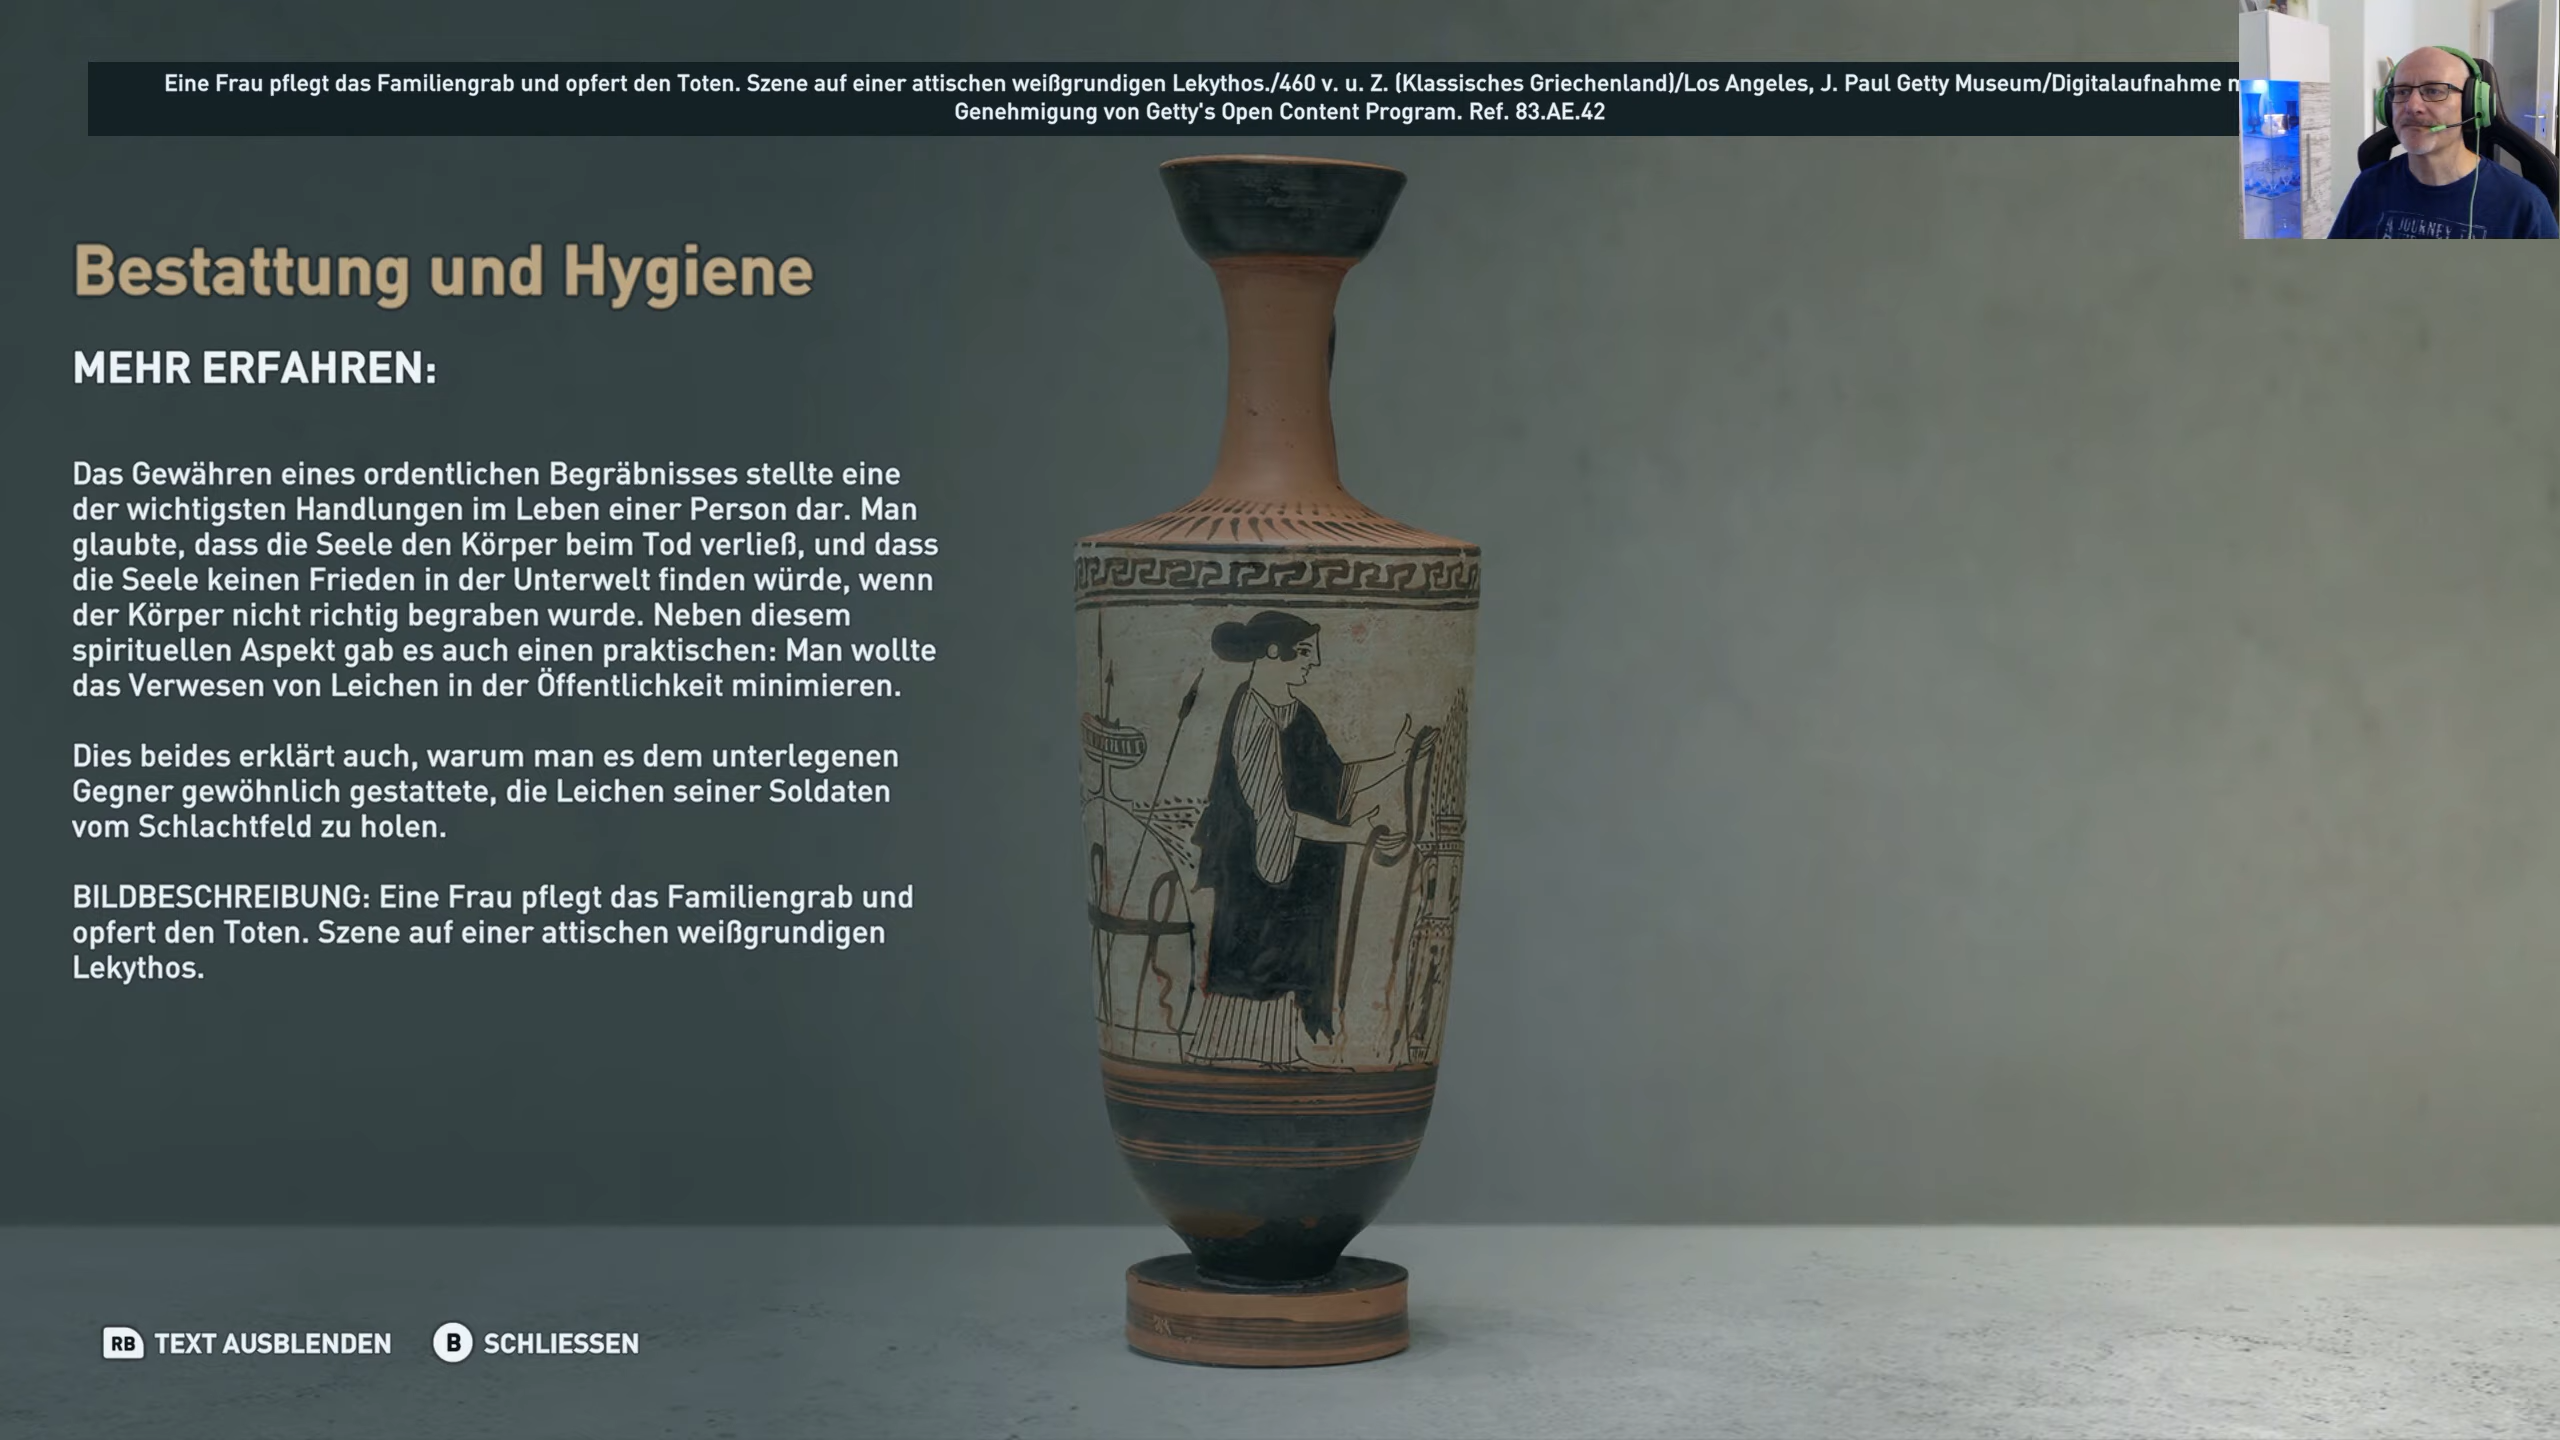 Eine Frau pflegt das Familiengrab und opfert den Toten. Szene auf einer attischen weißgrundigen Lekythos./460 v. u. Z. (Klassisches Griechenland)/Los Angeles, J. Paul Getty Museum/Digitalaufnahme
Genehmigung von Getty's Open Content Program. Ref. 83.AE.42
Bestattung und Hygiene
MEHR ERFAHREN:
Das Gewähren eines ordentlichen Begräbnisses stellte eine
der wichtigsten Handlungen im Leben einer Person dar. Man
glaubte, dass die Seele den Körper beim Tod verließ, und dass
die Seele keinen Frieden in der Unterwelt finden würde, wenn
der Körper nicht richtig begraben wurde. Neben diesem
spirituellen Aspekt gab es auch einen praktischen: Man wollte
das Verwesen von Leichen in der Öffentlichkeit minimieren.
Dies beides erklärt auch, warum man es dem unterlegenen
Gegner gewöhnlich gestattete, die Leichen seiner Soldaten
vom Schlachtfeld zu holen.
BILDBESCHREIBUNG: Eine Frau pflegt das Familiengrab und
opfert den Toten. Szene auf einer attischen weißgrundigen
Lekythos.
RB TEXT AUSBLENDEN B SCHLIESSEN
JOURNEY